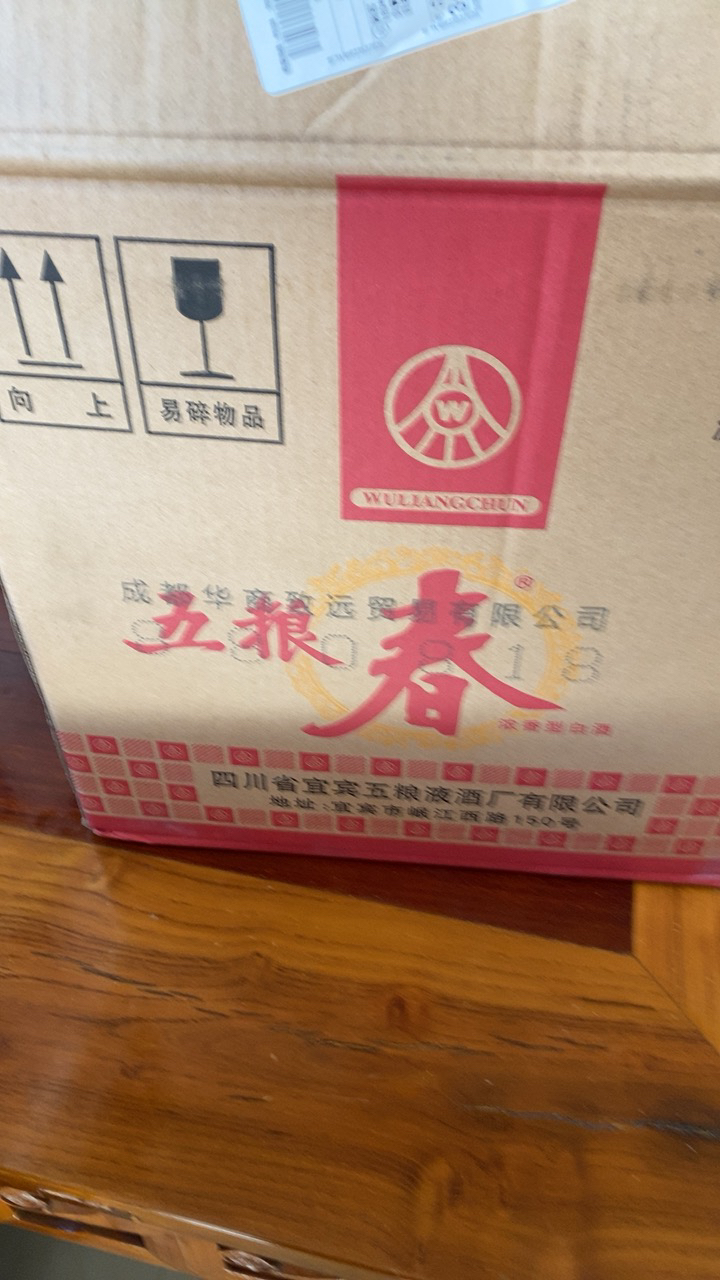 向 上
易碎物品
W
WULIANGCHUN
成都华商致远贸易有限公司
五粮春®
浓香型白酒
四川省宜宾五粮液酒厂有限公司
地址:宜宾市岷江西路150号